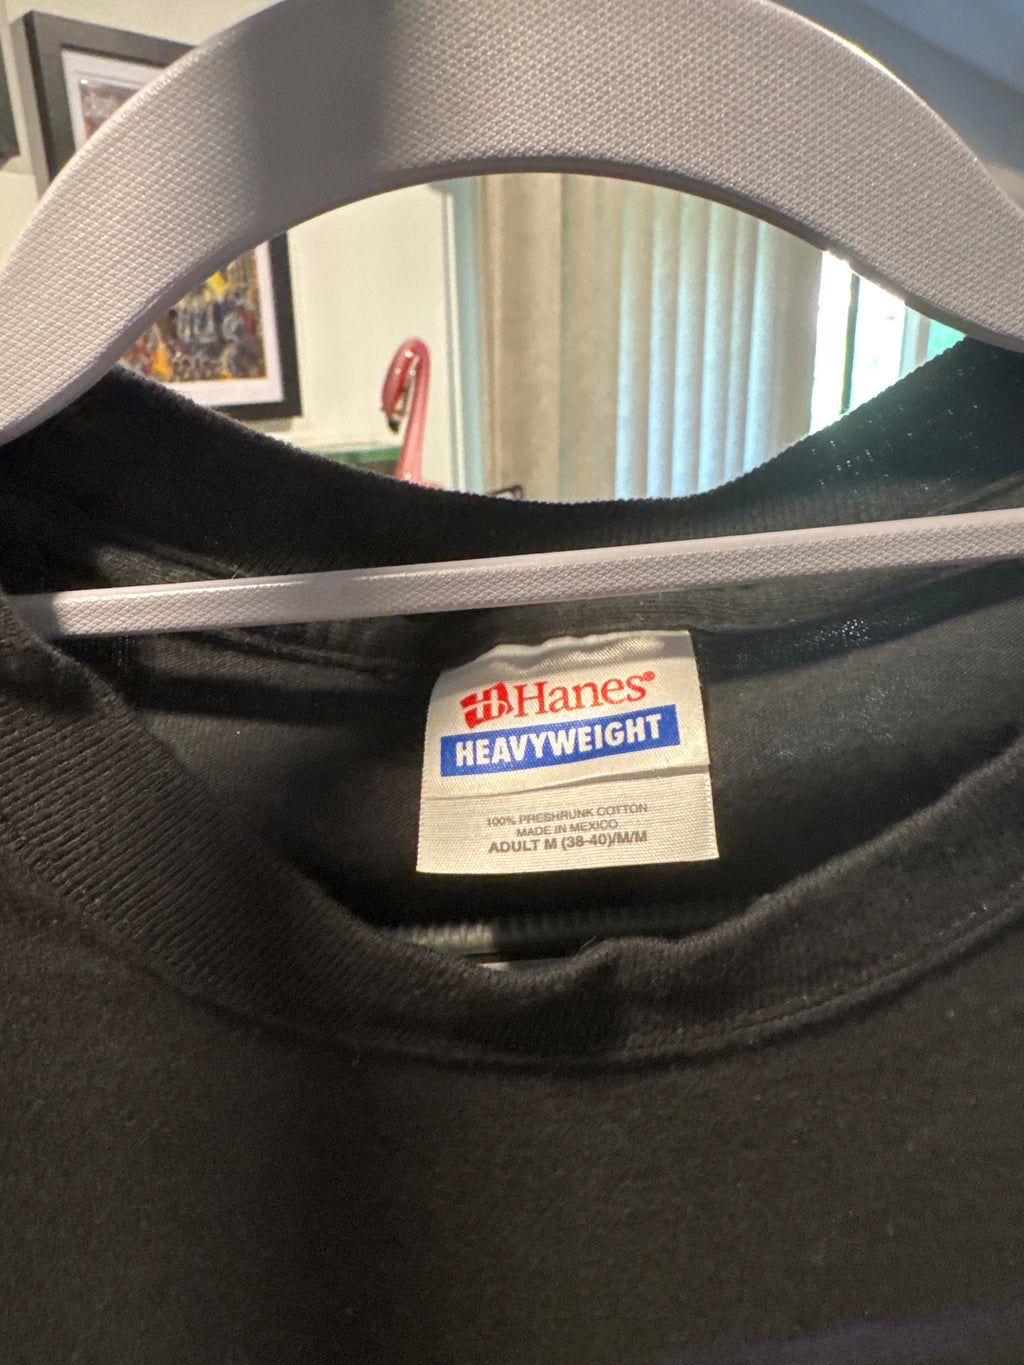 Hanes®
HEAVYWEIGHT
100% PRESHRUNK COTTON
MADE IN MEXICO
ADULT M (38-40)/M/M